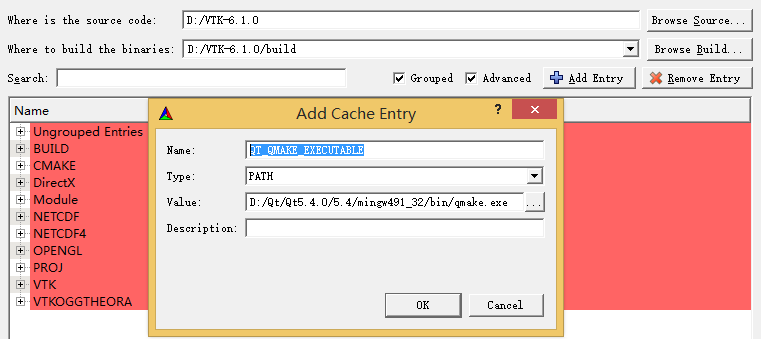 Where is the source code: D:/VTK-6.1.0 Browse Source...
Where to build the binaries: D:/VTK-6.1.0/build Browse Build...
Search: Grouped Advanced Add Entry Remove Entry
Name
Ungrouped Entries
BUILD
CMAKE
DirectX
Module
NETCDF
NETCDF4
OPENGL
PROJ
VTK
VTKOGGTHEORA
Add Cache Entry ?
Name: QT_QMAKE_EXECUTABLE
Type: PATH
Value: D:/Qt/Qt5.4.0/5.4/mingw491_32/bin/qmake.exe ...
Description:
OK Cancel